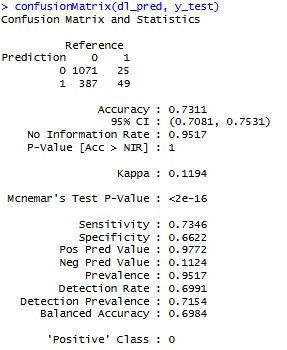 > confusionMatrix(dl_pred, y_test)
Confusion Matrix and Statistics
Reference
Prediction 0 1
0 1071 25
1 387 49
Accuracy : 0.7311
95% CI : (0.7081, 0.7531)
No Information Rate : 0.9517
P-Value [Acc > NIR] : 1
Kappa : 0.1194
Mcnemar's Test P-Value : <2e-16
Sensitivity : 0.7346
Specificity : 0.6622
Pos Pred Value : 0.9772
Neg Pred Value : 0.1124
Prevalence : 0.9517
Detection Rate : 0.6991
Detection Prevalence : 0.7154
Balanced Accuracy : 0.6984
'Positive' Class : 0